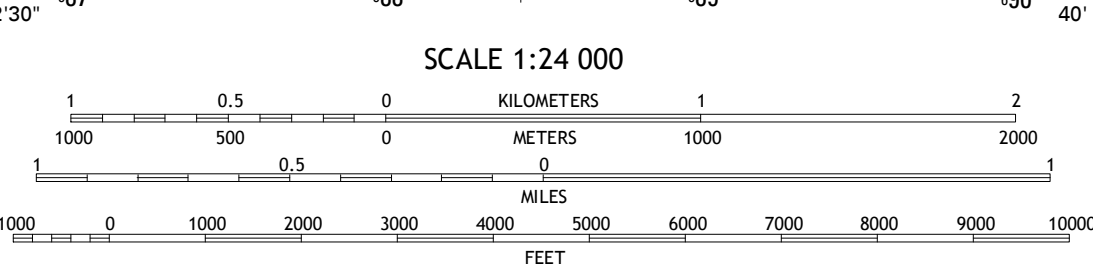 2'30" 40'
SCALE 1:24 000
1 0.5 0 KILOMETERS 1 2
1000 500 0 METERS 1000 2000
1 0.5 0 1
MILES
1000 0 1000 2000 3000 4000 5000 6000 7000 8000 9000 10000
FEET